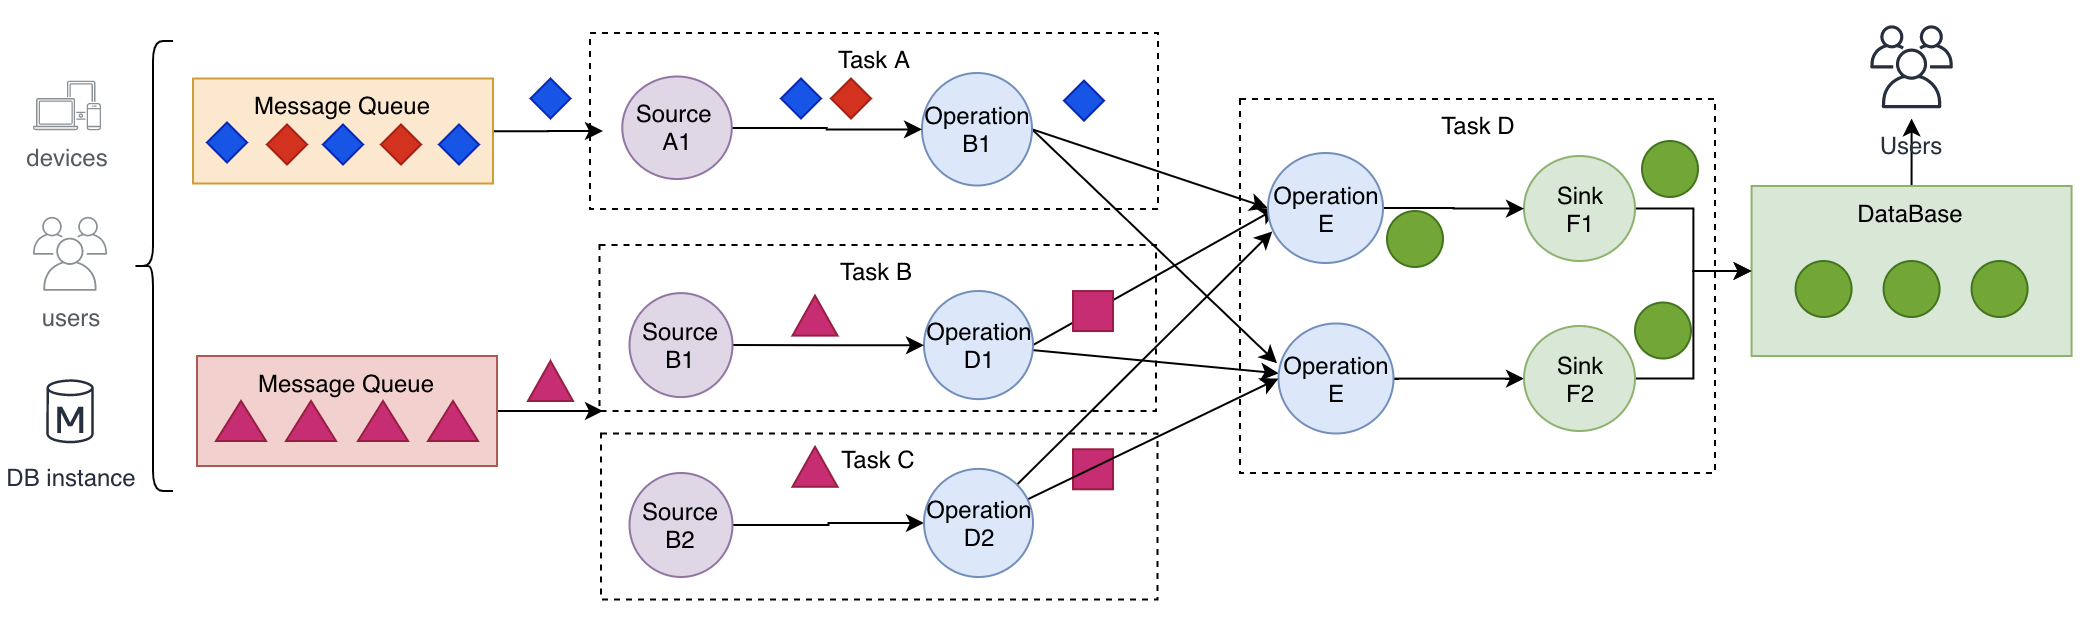 devices
users
M
DB instance
Message Queue
Message Queue
Task A
Source
A1
Operation
B1
Task B
Source
B1
Operation
D1
Task C
Source
B2
Operation
D2
Task D
Operation
E
Sink
F1
Operation
E
Sink
F2
Users
DataBase